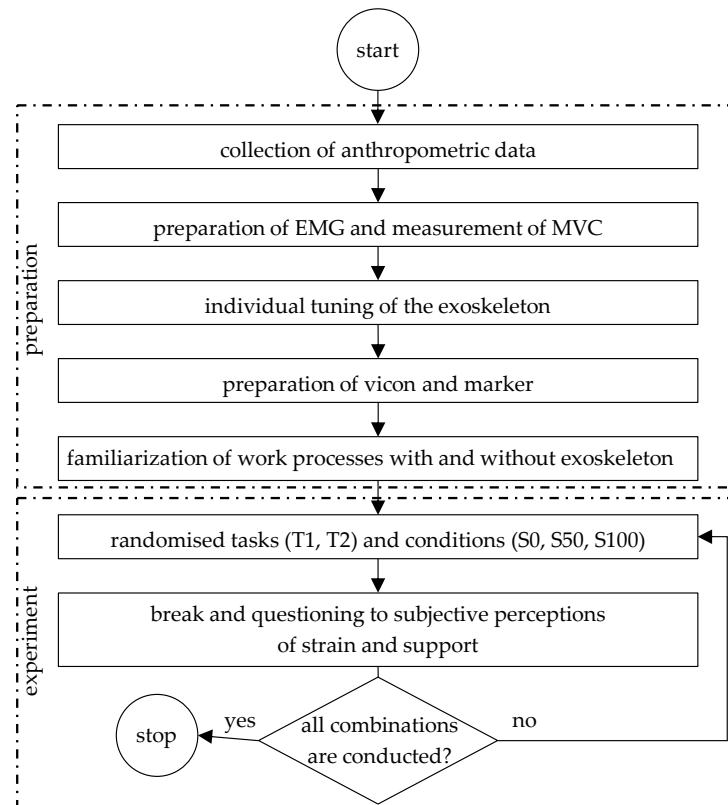 start
preparation
collection of anthropometric data
preparation of EMG and measurement of MVC
individual tuning of the exoskeleton
preparation of vicon and marker
familiarization of work processes with and without exoskeleton
experiment
randomised tasks (T1, T2) and conditions (S0, S50, S100)
break and questioning to subjective perceptions
of strain and support
all combinations
are conducted?
yes
no
stop